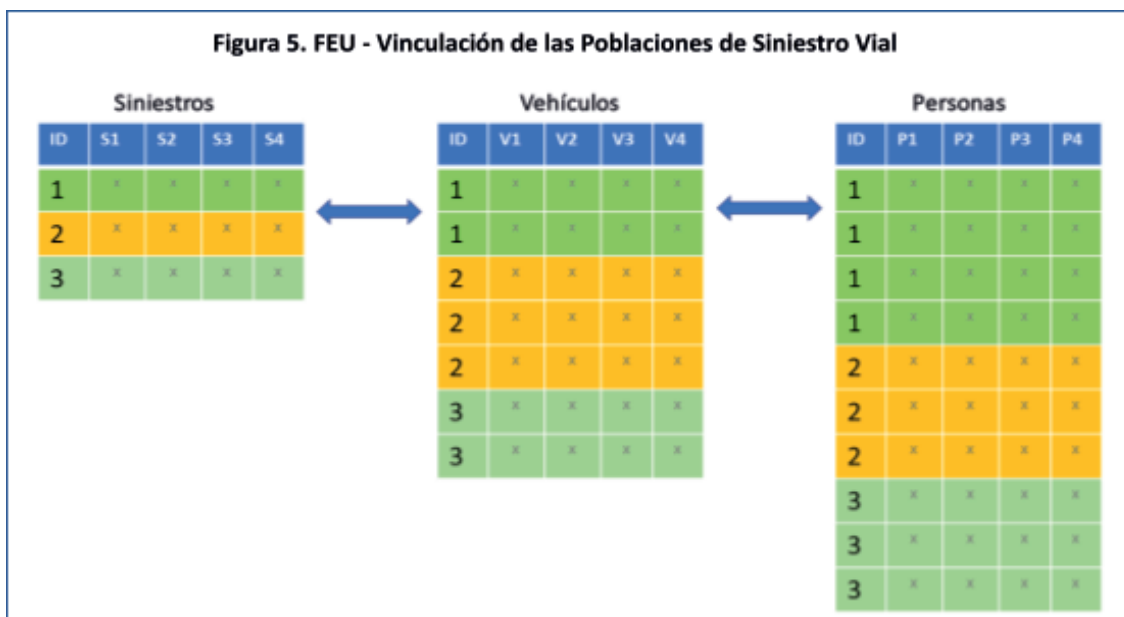 Figura 5. FEU - Vinculación de las Poblaciones de Siniestro Vial
Siniestros
ID S1 S2 S3 S4
1 x x x x
2 x x x x
3 x x x x
Vehículos
ID V1 V2 V3 V4
1 x x x x
1 x x x x
2 x x x x
2 x x x x
2 x x x x
3 x x x x
3 x x x x
Personas
ID P1 P2 P3 P4
1 x x x x
1 x x x x
1 x x x x
1 x x x x
2 x x x x
2 x x x x
2 x x x x
3 x x x x
3 x x x x
3 x x x x